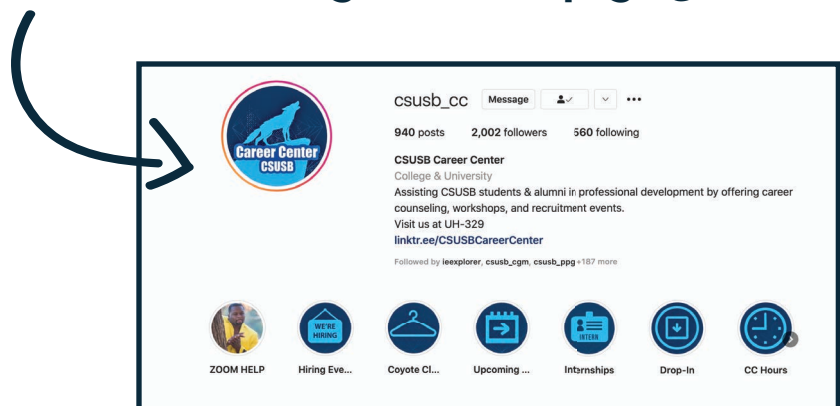 csusb_cc Message
940 posts 2,002 followers 560 following
Career Center
CSUSB
CSUSB Career Center
College & University
Assisting CSUSB students & alumni in professional development by offering career
counseling, workshops, and recruitment events.
Visit us at UH-329
linktr.ee/CSUSBCareerCenter
Followed by ieexplorer, csusb_cgm, csusb_ppg +187 more
WE'RE
HIRING
INTERN
ZOOM HELP Hiring Eve... Coyote Cl... Upcoming ... Internships Drop-In CC Hours